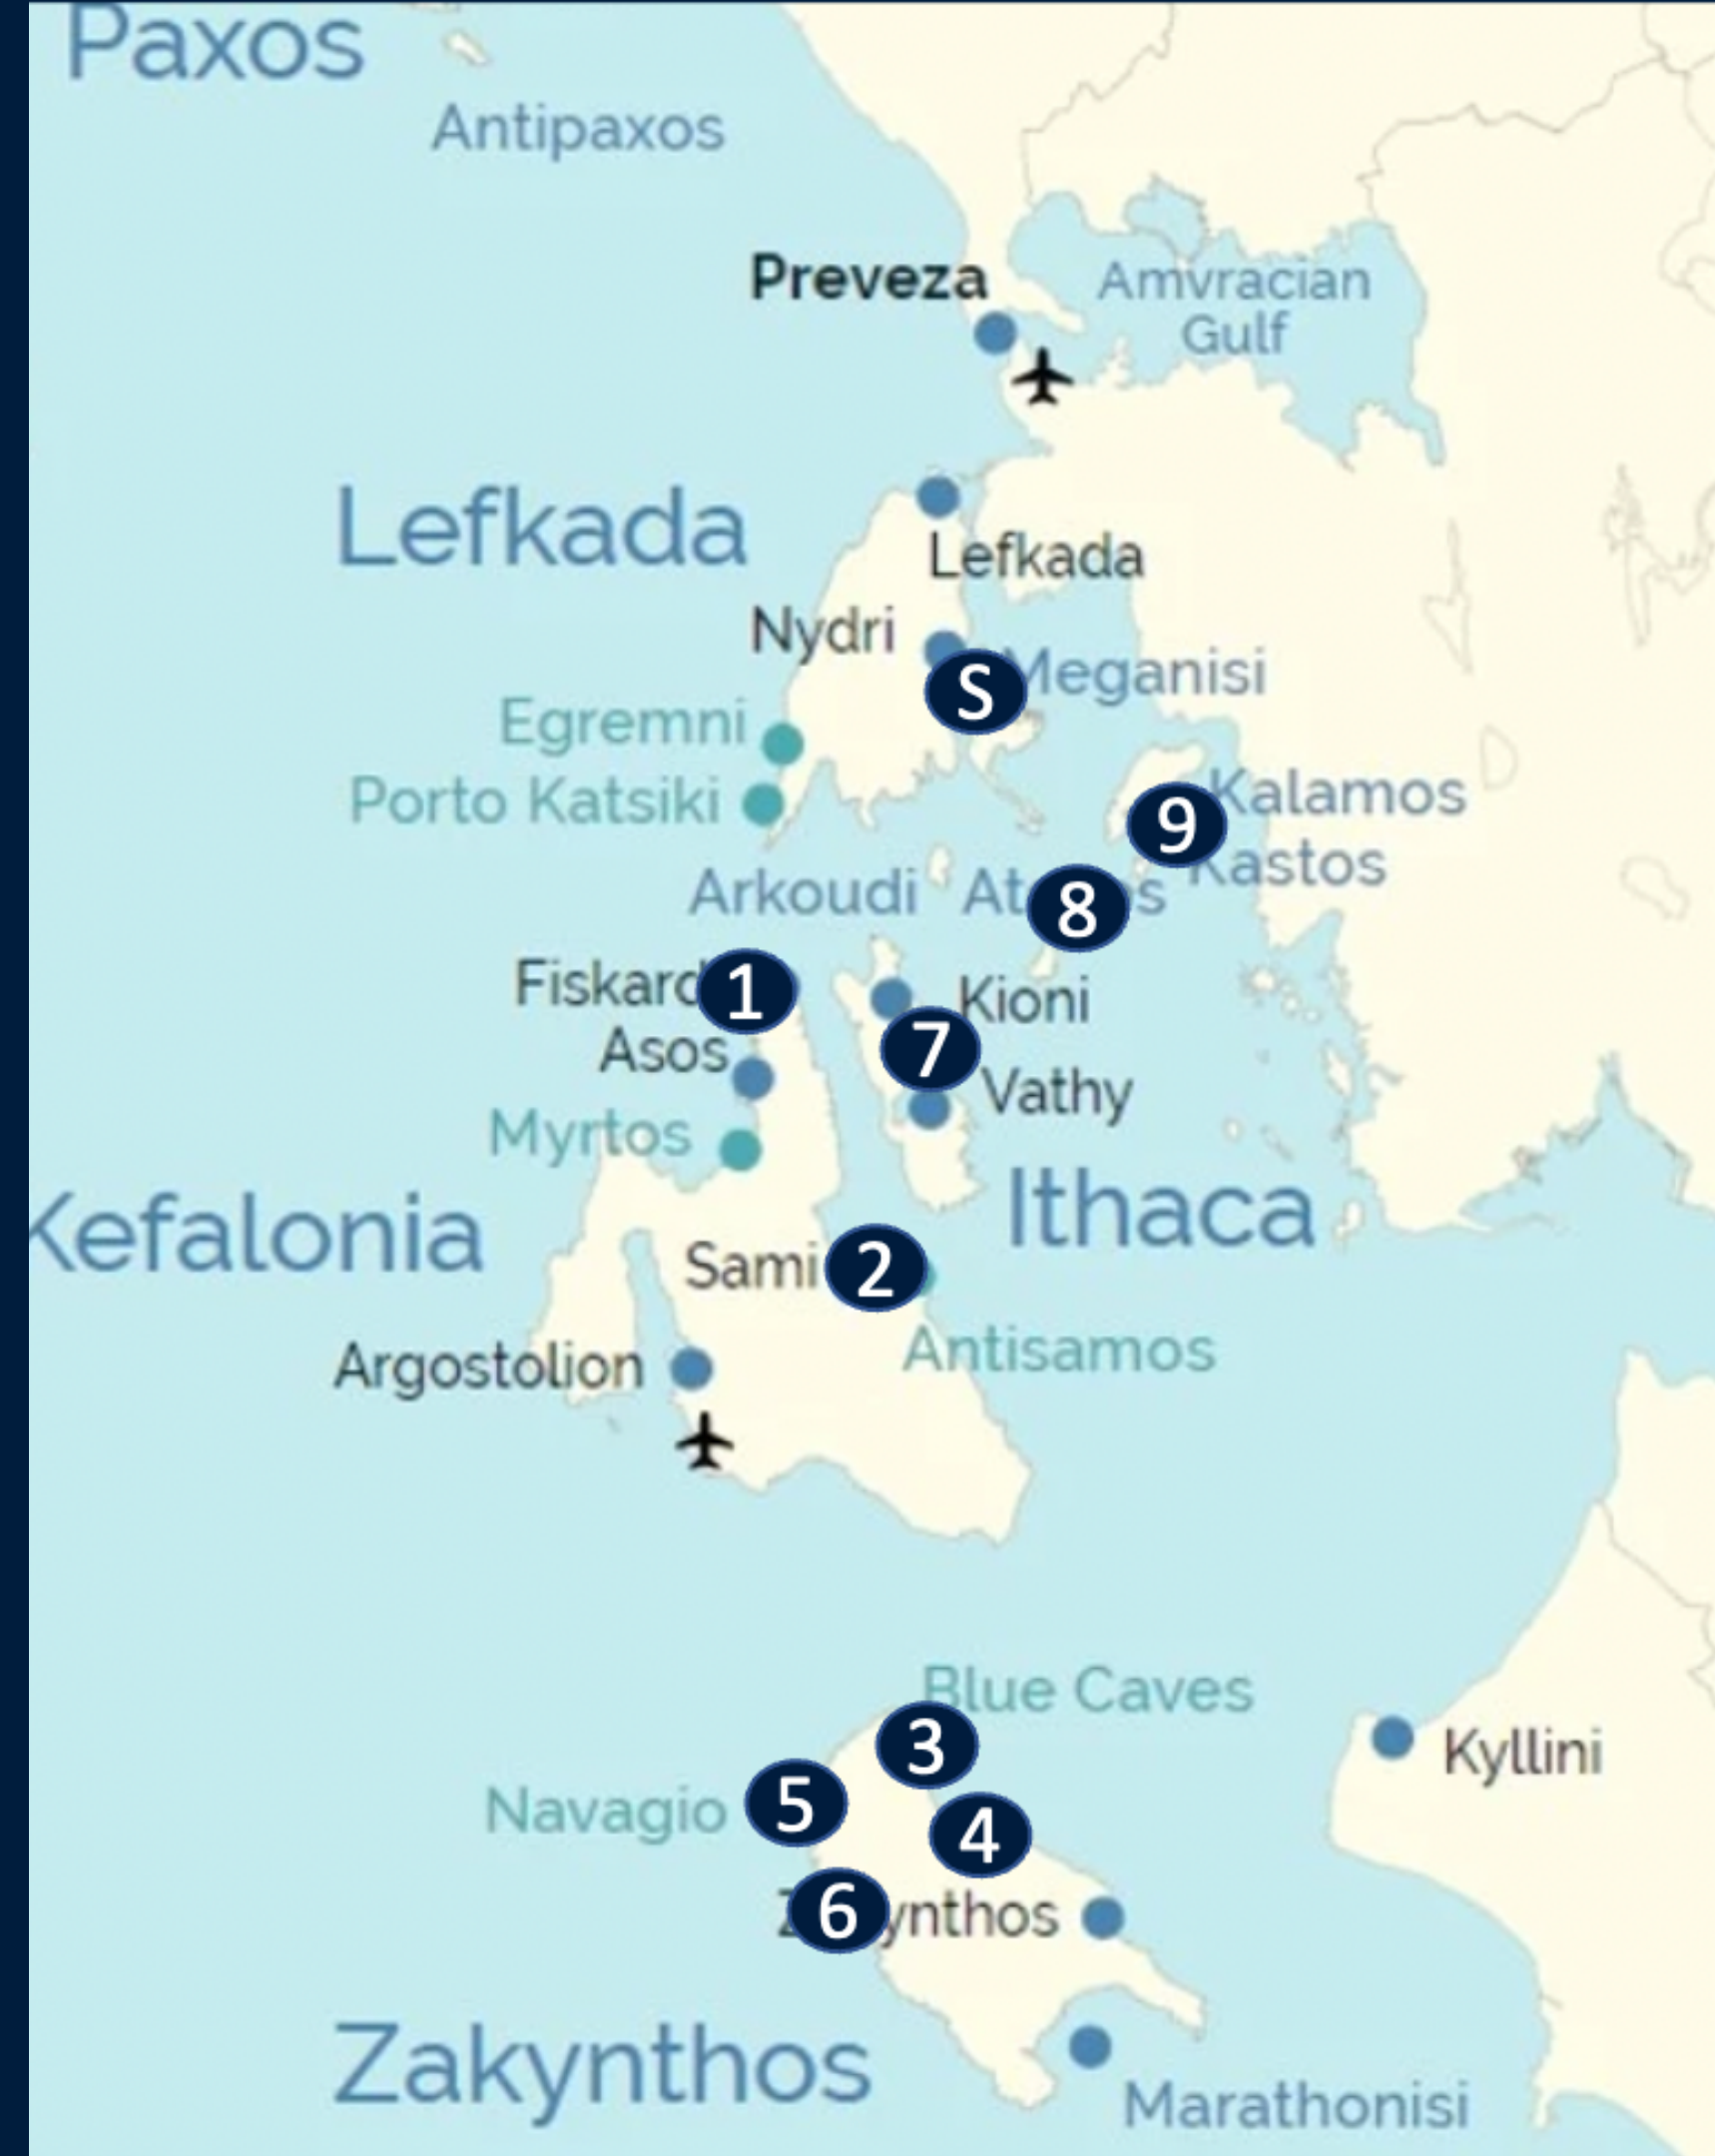 Paxos
Antipaxos
Preveza
Amvracian
Gulf
Lefkada
Lefkada
Nydri
S
Meganisi
Egremni
Porto Katsiki
Kalamos
9
Kastos
Arkoudi
8
1
Kioni
Asos
7
Vathy
Myrtos
Ithaca
Kefalonia
Sami
2
Antisamos
Argostolion
Blue Caves
3
Kyllini
Navagio
5
4
6
Zakynthos
Marathonisi